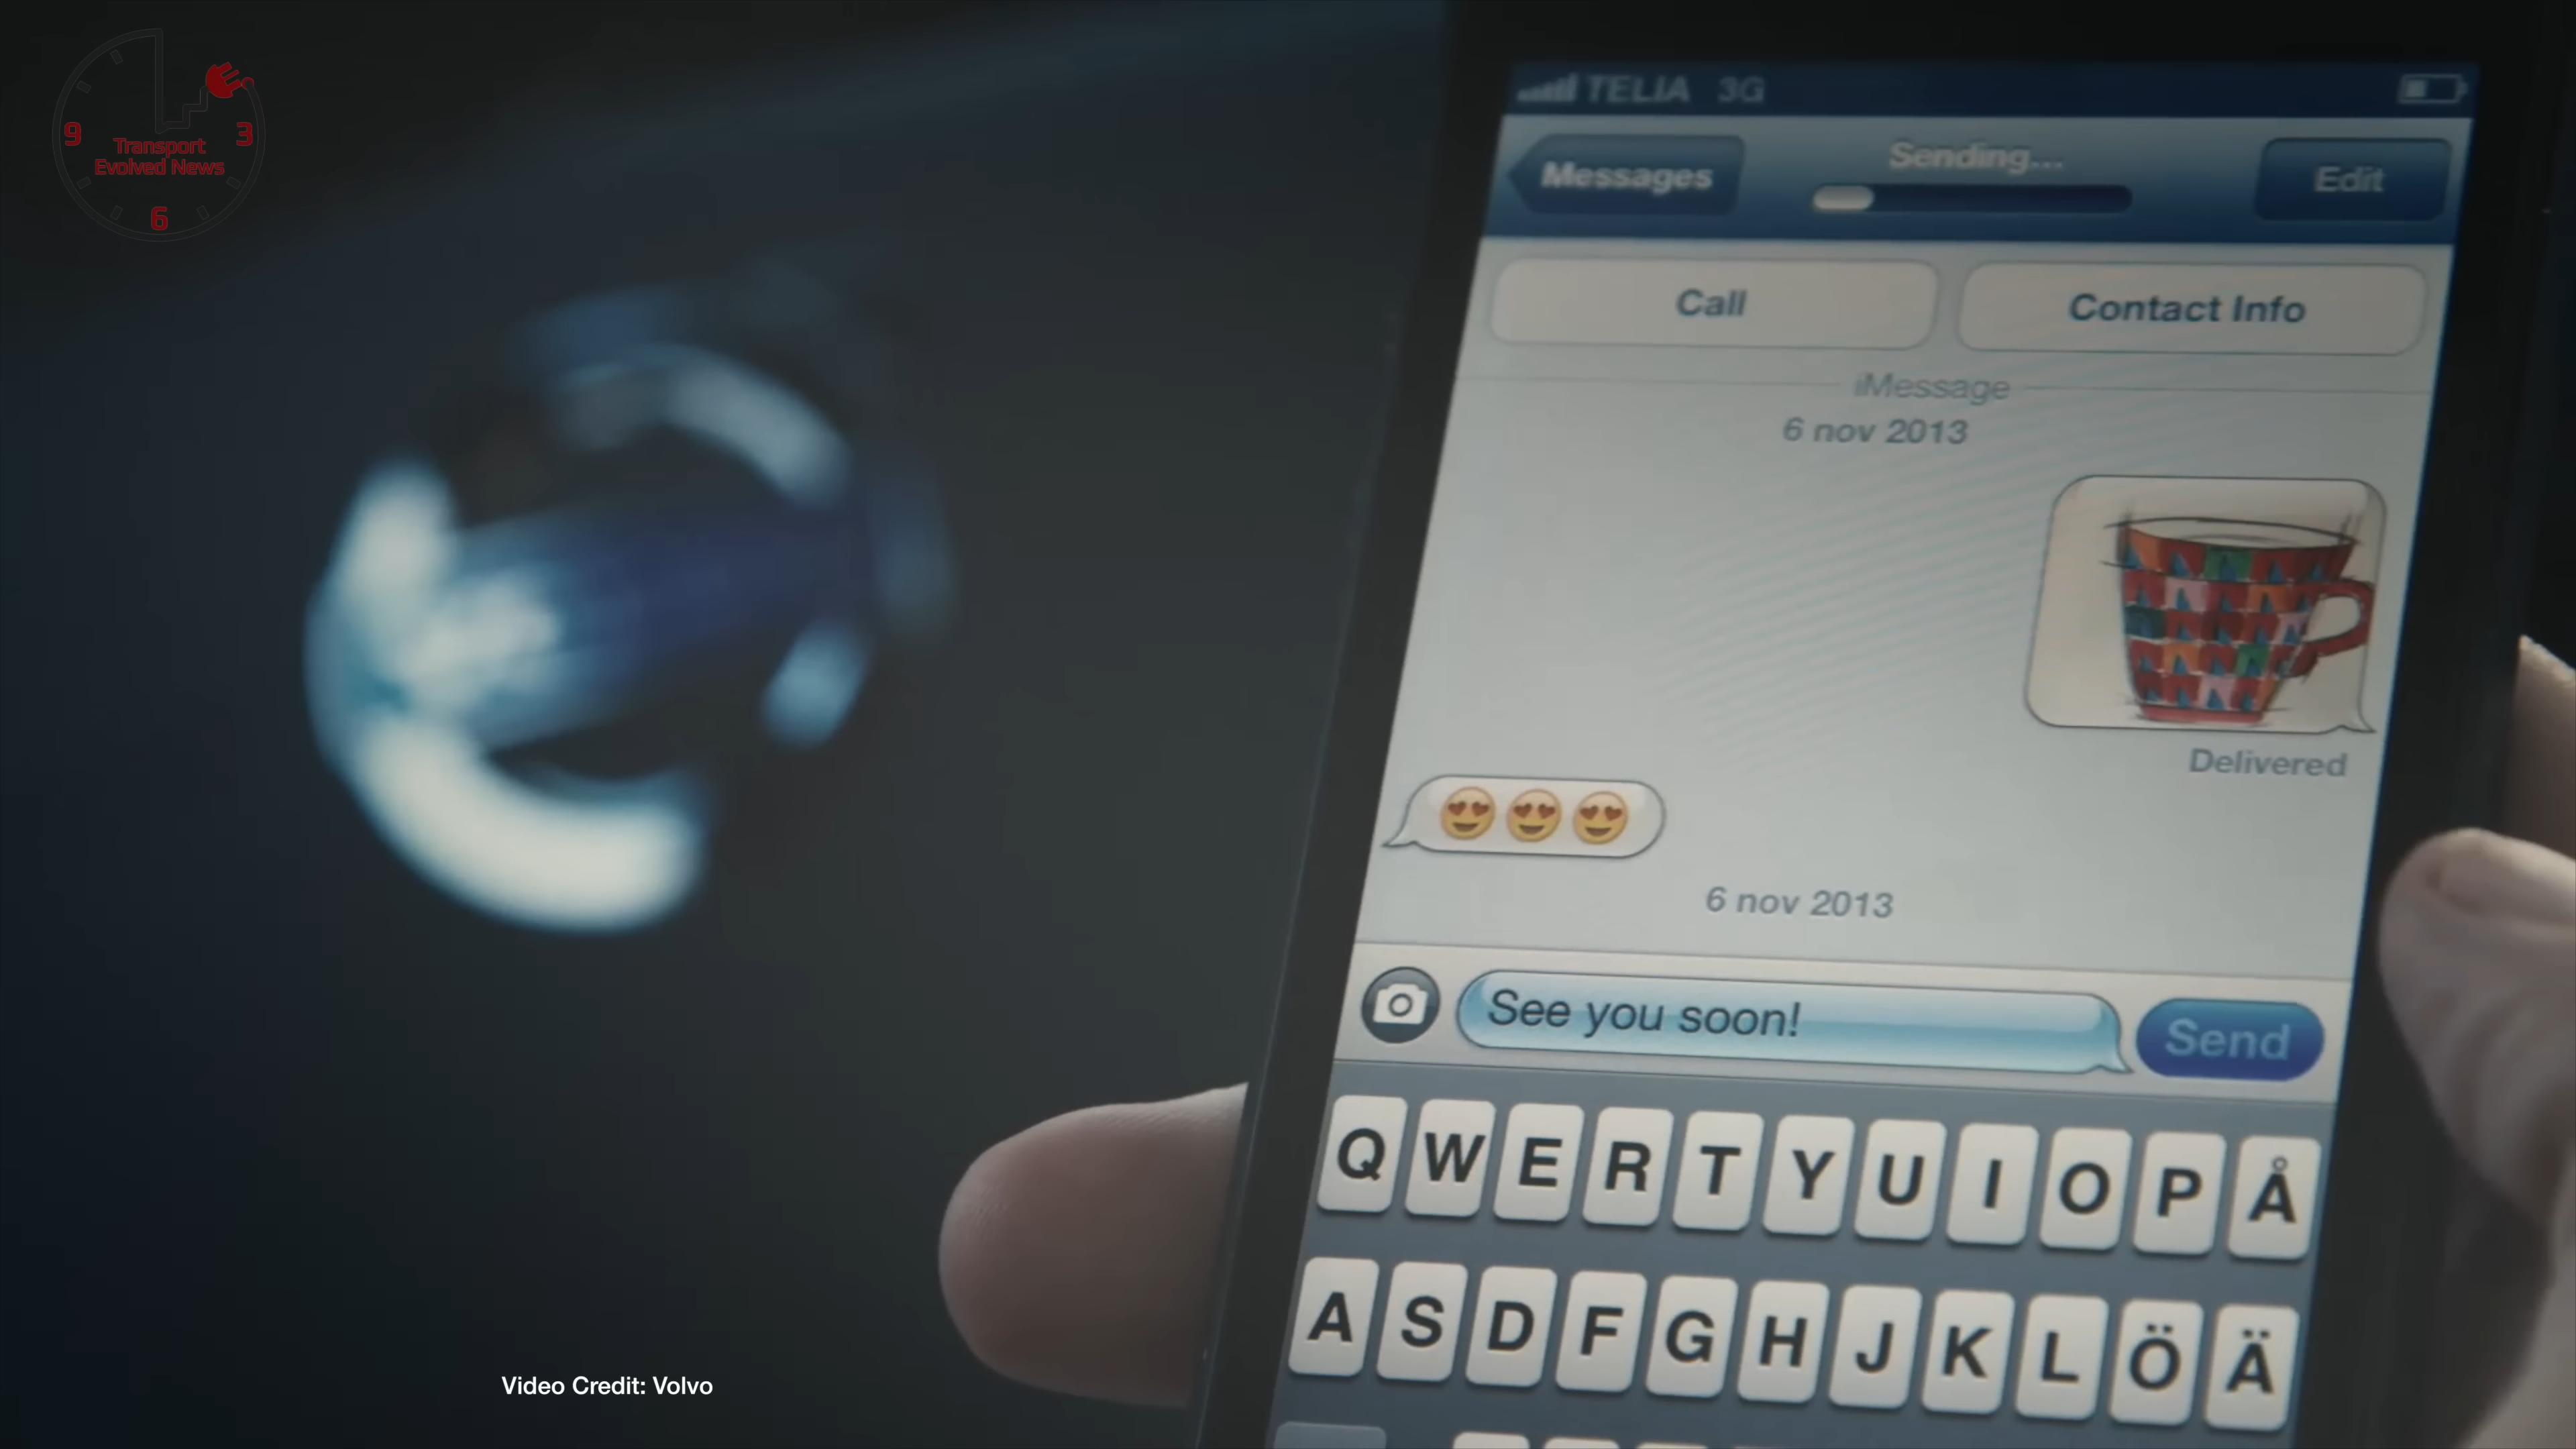 9
3
Transport
Evolved News
6
TELIA 3G
Messages
Sending...
Edit
Call
Contact Info
iMessage
6 nov 2013
Delivered
6 nov 2013
See you soon!
Send
Q W E R T Y U I O P Å
A S D F G H J K L Ö Ä
Video Credit: Volvo